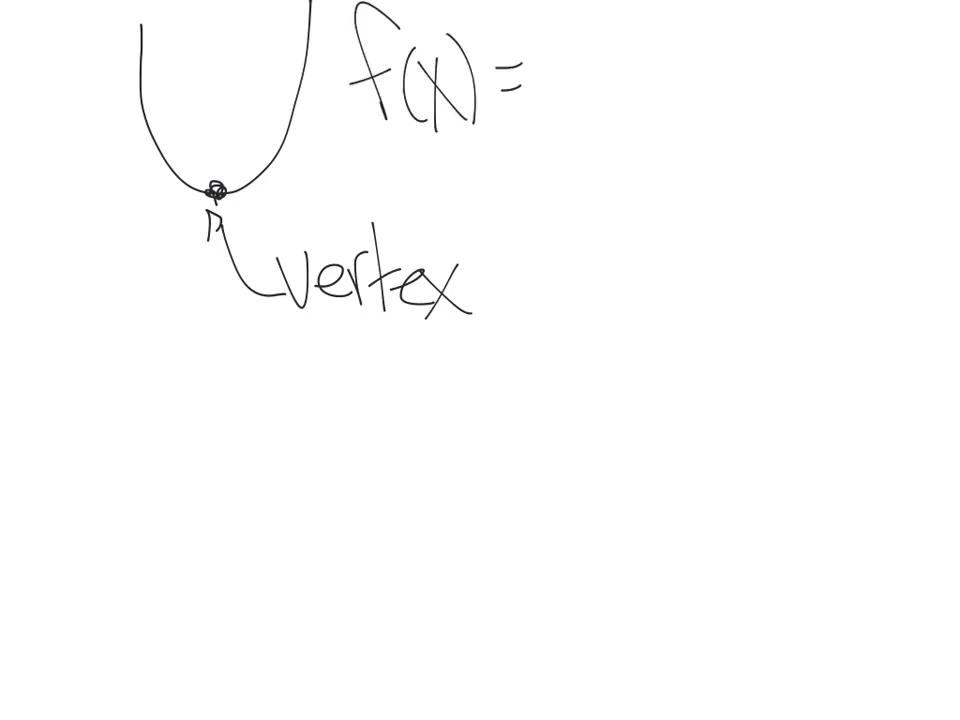 f(x) =
vertex